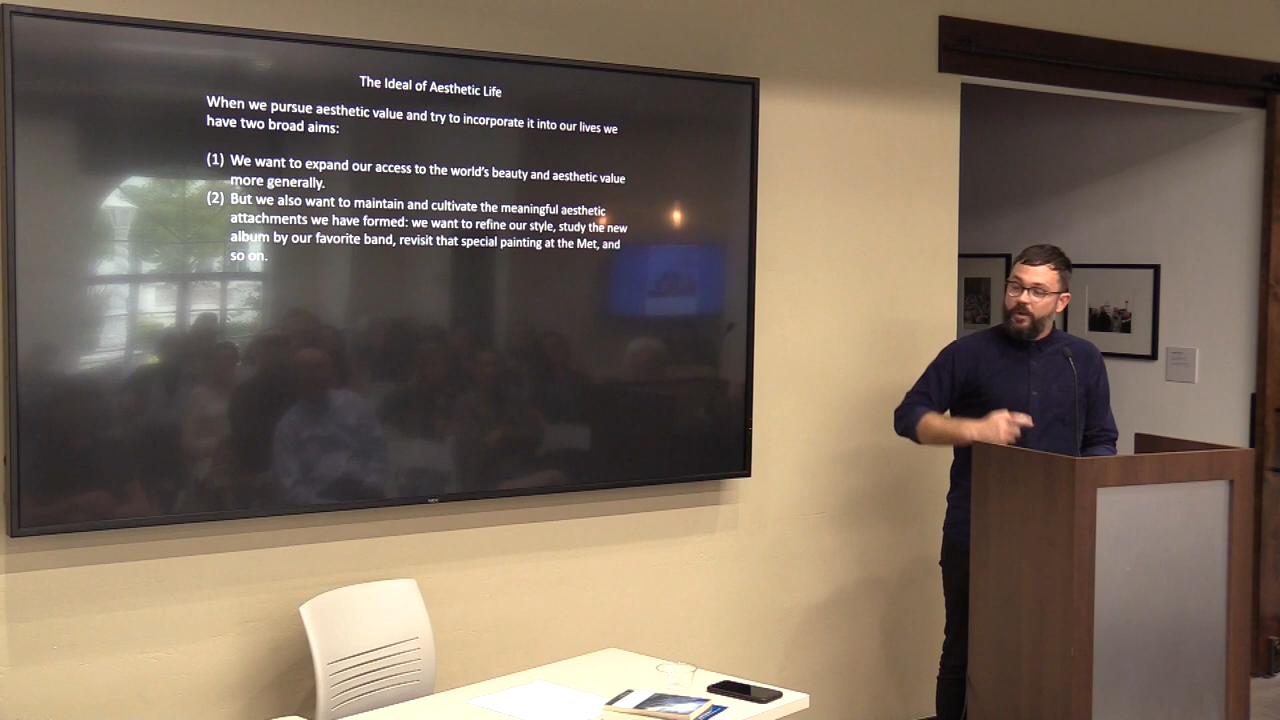 The Ideal of Aesthetic Life
When we pursue aesthetic value and try to incorporate it into our lives we
have two broad aims:
(1) We want to expand our access to the world's beauty and aesthetic value
more generally.
(2) But we also want to maintain and cultivate the meaningful aesthetic
attachments we have formed: we want to refine our style, study the new
album by our favorite band, revisit that special painting at the Met, and
so on.
NEC